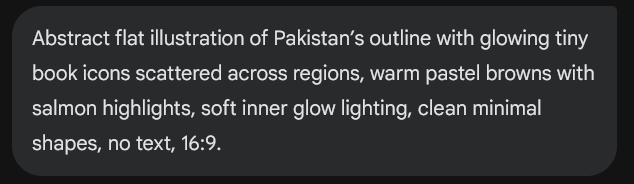 Abstract flat illustration of Pakistan’s outline with glowing tiny
book icons scattered across regions, warm pastel browns with
salmon highlights, soft inner glow lighting, clean minimal
shapes, no text, 16:9.